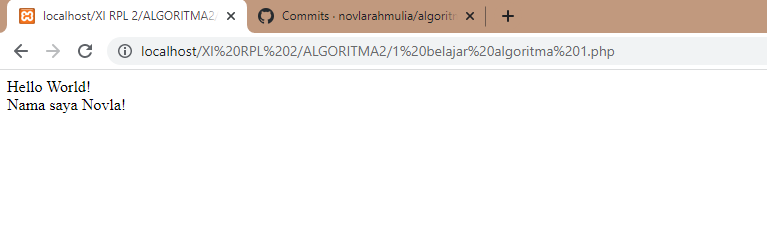 localhost/XI RPL 2/ALGORITMA2/
Commits · novlarahmulia/algoritm
localhost/XI%20RPL%202/ALGORITMA2/1%20belajar%20algoritma%201.php
Hello World!
Nama saya Novla!